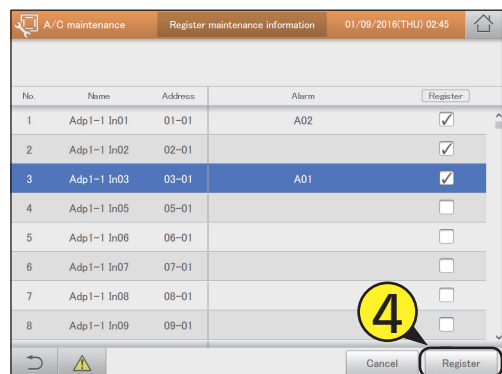 A/C maintenance Register maintenance information 01/09/2016(THU) 02:45
No. Name Address Alarm Register
1 Adp1-1 In01 01-01 A02
2 Adp1-1 In02 02-01
3 Adp1-1 In03 03-01 A01
4 Adp1-1 In05 05-01
5 Adp1-1 In06 06-01
6 Adp1-1 In07 07-01
7 Adp1-1 In08 08-01
8 Adp1-1 In09 09-01
4
Cancel Register